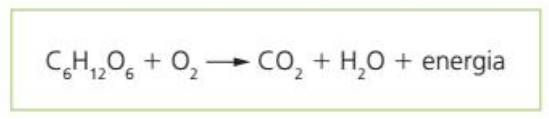 C₆H₁₂O₆ + O₂ → CO₂ + H₂O + energia